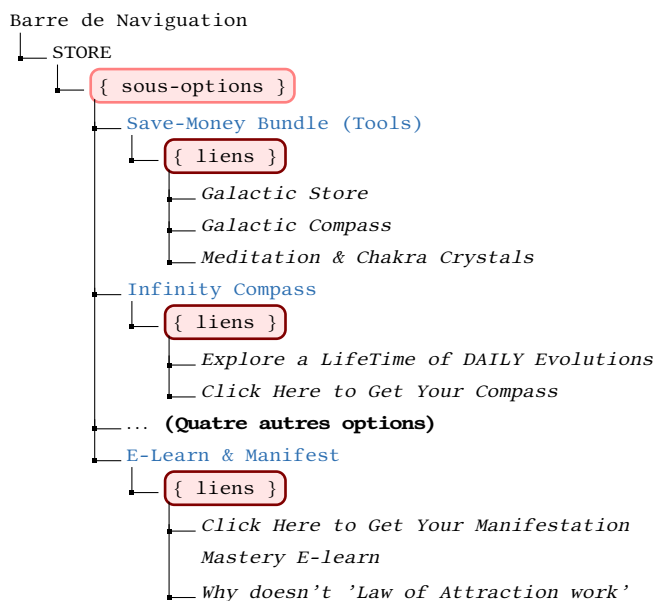 Barre de Naviguation
STORE
{ sous-options }
Save-Money Bundle (Tools)
{ liens }
Galactic Store
Galactic Compass
Meditation & Chakra Crystals
Infinity Compass
{ liens }
Explore a LifeTime of DAILY Evolutions
Click Here to Get Your Compass
... (Quatre autres options)
E-Learn & Manifest
{ liens }
Click Here to Get Your Manifestation
Mastery E-learn
Why doesn't 'Law of Attraction work'